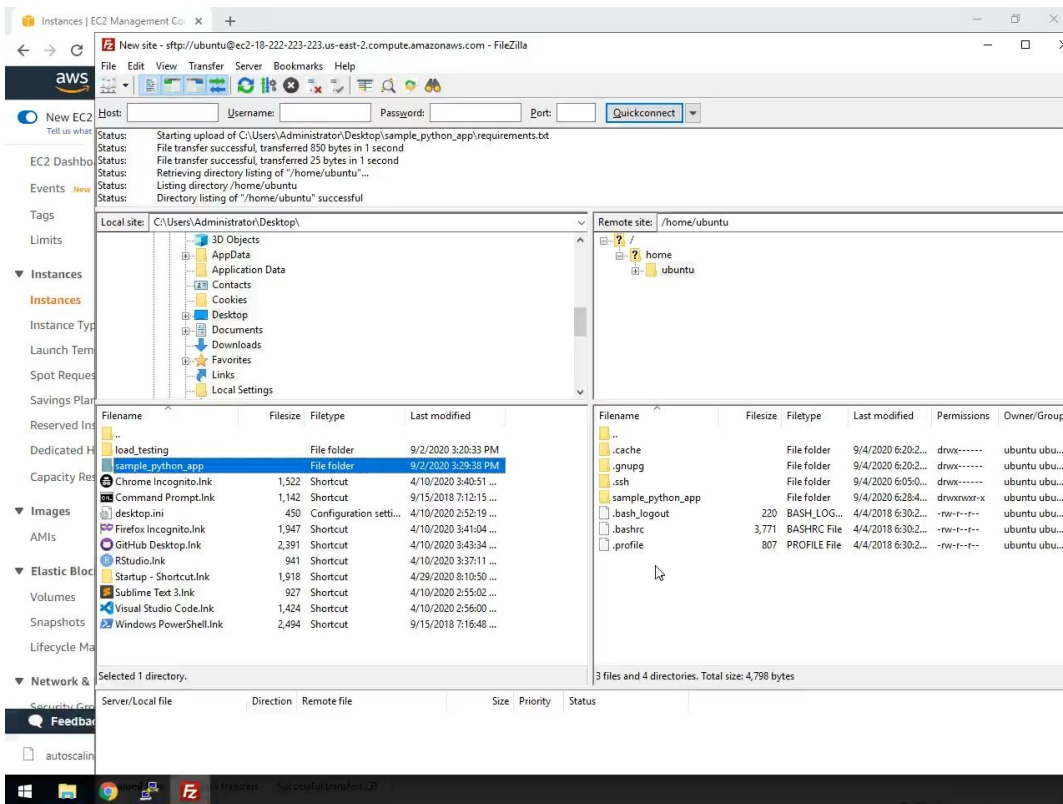 Instances | EC2 Management Co
New site - sftp://ubuntu@ec2-18-222-223-223.us-east-2.compute.amazonaws.com - FileZilla
File Edit View Transfer Server Bookmarks Help
aws
Host: Username: Password: Port: Quickconnect
New EC2
Tell us what
EC2 Dashbo
Events New
Tags
Limits
Instances
Instances
Instance Typ
Launch Tem
Spot Reques
Savings Plan
Reserved Ins
Dedicated H
Capacity Res
Images
AMIs
Elastic Bloc
Volumes
Snapshots
Lifecycle Ma
Network &
Security Gro
Feedbac
autoscalin
Status: Starting upload of C:\Users\Administrator\Desktop\sample_python_app\requirements.txt
Status: File transfer successful, transferred 850 bytes in 1 second
Status: File transfer successful, transferred 25 bytes in 1 second
Status: Retrieving directory listing of "/home/ubuntu"...
Status: Listing directory /home/ubuntu
Status: Directory listing of "/home/ubuntu" successful
Local site: C:\Users\Administrator\Desktop\
3D Objects
AppData
Application Data
Contacts
Cookies
Desktop
Documents
Downloads
Favorites
Links
Local Settings
Remote site: /home/ubuntu
/
home
ubuntu
Filename Filesize Filetype Last modified
..
load_testing File folder 9/2/2020 3:20:33 PM
sample_python_app File folder 9/2/2020 3:29:38 PM
Chrome Incognito.lnk 1,522 Shortcut 4/10/2020 3:40:51 ...
Command Prompt.lnk 1,142 Shortcut 9/15/2018 7:12:15 ...
desktop.ini 450 Configuration setti... 4/10/2020 2:52:19 ...
Firefox Incognito.lnk 1,947 Shortcut 4/10/2020 3:41:04 ...
GitHub Desktop.lnk 2,391 Shortcut 4/10/2020 3:43:34 ...
RStudio.lnk 941 Shortcut 4/10/2020 3:37:11 ...
Startup - Shortcut.lnk 1,918 Shortcut 4/29/2020 8:10:50 ...
Sublime Text 3.lnk 927 Shortcut 4/10/2020 2:55:02 ...
Visual Studio Code.lnk 1,424 Shortcut 4/10/2020 2:56:00 ...
Windows PowerShell.lnk 2,494 Shortcut 9/15/2018 7:16:48 ...
Selected 1 directory.
Filename Filesize Filetype Last modified Permissions Owner/Group
..
.cache File folder 9/4/2020 6:20:2... drwx------ ubuntu ubu...
.gnupg File folder 9/4/2020 6:20:2... drwx------ ubuntu ubu...
.ssh File folder 9/4/2020 6:05:0... drwx------ ubuntu ubu...
sample_python_app File folder 9/4/2020 6:28:4... drwxrwxr-x ubuntu ubu...
.bash_logout 220 BASH_LOG... 4/4/2018 6:30:2... -rw-r--r-- ubuntu ubu...
.bashrc 3,771 BASHRC File 4/4/2018 6:30:2... -rw-r--r-- ubuntu ubu...
.profile 807 PROFILE File 4/4/2018 6:30:2... -rw-r--r-- ubuntu ubu...
3 files and 4 directories. Total size: 4,798 bytes
Server/Local file Direction Remote file Size Priority Status